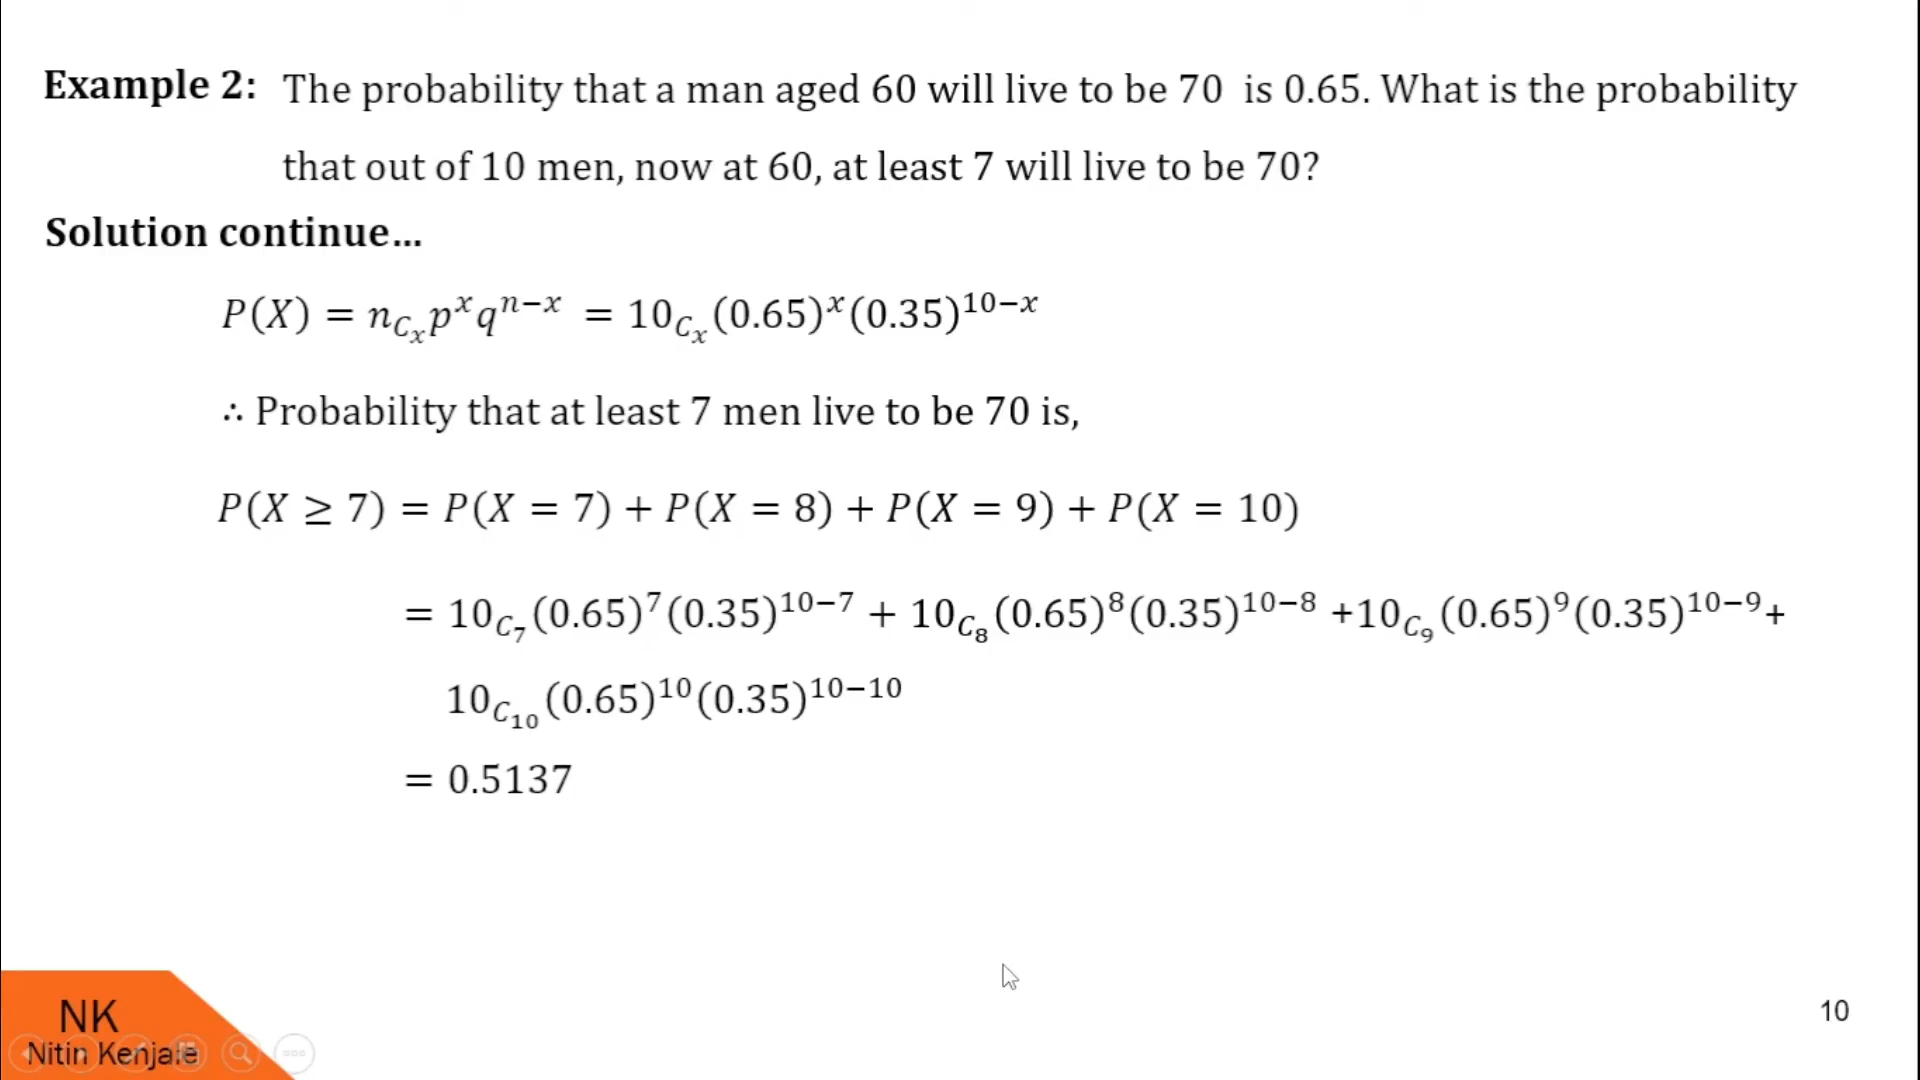 Example 2: The probability that a man aged 60 will live to be 70 is 0.65. What is the probability
that out of 10 men, now at 60, at least 7 will live to be 70?
Solution continue...
P(X) = n_{C_x} p^x q^{n−x} = 10_{C_x} (0.65)^x (0.35)^{10−x}
∴ Probability that at least 7 men live to be 70 is,
P(X ≥ 7) = P(X = 7) + P(X = 8) + P(X = 9) + P(X = 10)
= 10_{C_7} (0.65)^7 (0.35)^{10−7} + 10_{C_8} (0.65)^8 (0.35)^{10−8} +10_{C_9} (0.65)^9 (0.35)^{10−9}+
10_{C_{10}} (0.65)^{10} (0.35)^{10−10}
= 0.5137
NK
Nitin Kenjale
10